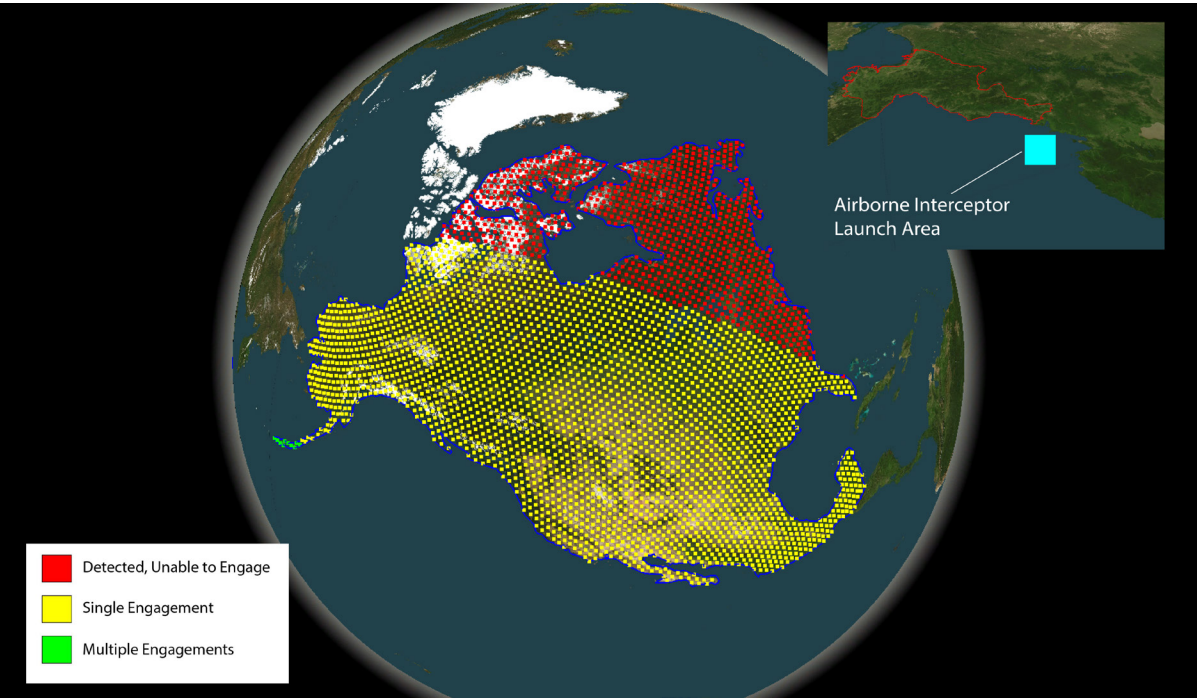 Airborne Interceptor
Launch Area
Detected, Unable to Engage
Single Engagement
Multiple Engagements